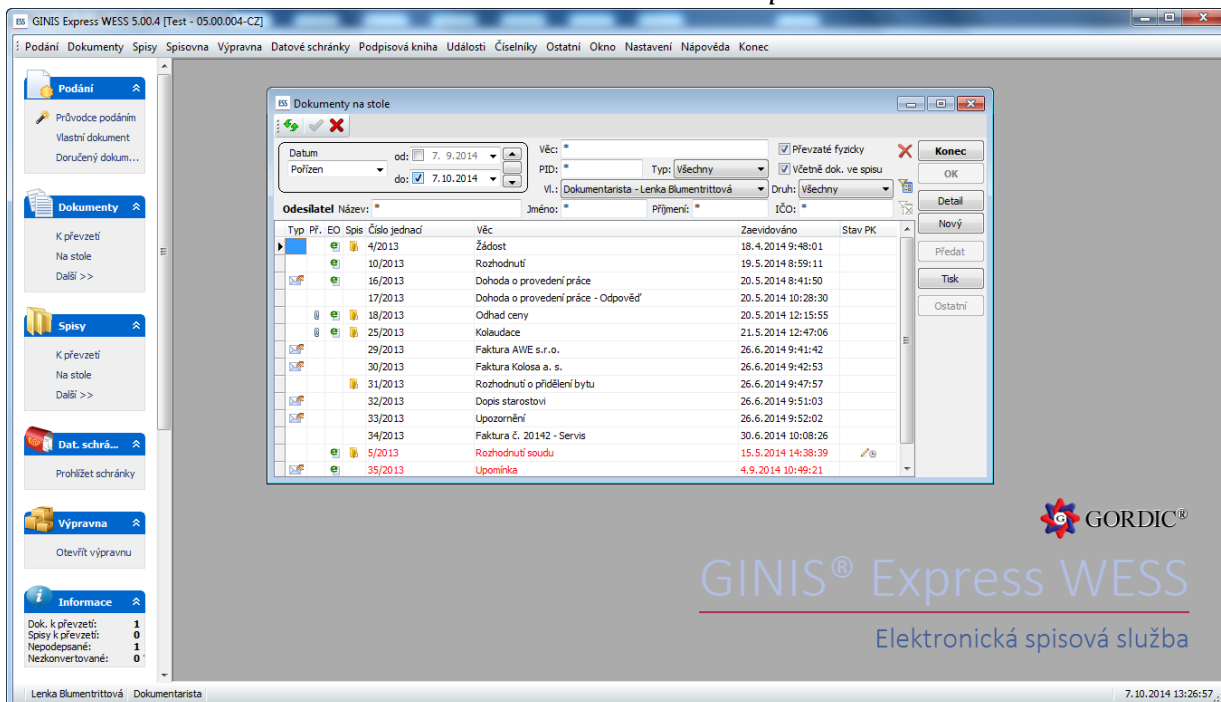 GINIS Express WESS 5.00.4 [Test - 05.00.004-CZ]
Podání Dokumenty Spisy Spisovna Výpravna Datové schránky Podpisová kniha Události Číselníky Ostatní Okno Nastavení Nápověda Konec
Podání
Průvodce podáním
Vlastní dokument
Doručený dokum...
Dokumenty
K převzetí
Na stole
Další >>
Spisy
K převzetí
Na stole
Další >>
Dat. schrá...
Prohlížet schránky
Výpravna
Otevřít výpravnu
Informace
Dok. k převzetí: 1
Spisy k převzetí: 0
Nepodepsané: 1
Nezkonvertované: 0
Dokumenty na stole
Datum
Pořízen
od: 7. 9.2014
do: 7.10.2014
Věc: * Převzaté fyzicky
PID: * Typ: Všechny Včetně dok. ve spisu
Vl.: Dokumentarista - Lenka Blumentrittová Druh: Všechny
Odesílatel Název: * Jméno: * Příjmení: * IČO: *
Typ Př. EO Spis Číslo jednací Věc Zaevidováno Stav PK
4/2013 Žádost 18.4.2014 9:48:01
10/2013 Rozhodnutí 19.5.2014 8:59:11
16/2013 Dohoda o provedení práce 20.5.2014 8:41:50
17/2013 Dohoda o provedení práce - Odpověď 20.5.2014 10:28:30
18/2013 Odhad ceny 20.5.2014 12:15:55
25/2013 Kolaudace 21.5.2014 12:47:06
29/2013 Faktura AWE s.r.o. 26.6.2014 9:41:42
30/2013 Faktura Kolosa a. s. 26.6.2014 9:42:53
31/2013 Rozhodnutí o přidělení bytu 26.6.2014 9:47:57
32/2013 Dopis starostovi 26.6.2014 9:51:03
33/2013 Upozornění 26.6.2014 9:52:02
34/2013 Faktura č. 20142 - Servis 30.6.2014 10:08:26
5/2013 Rozhodnutí soudu 15.5.2014 14:38:39
35/2013 Upomínka 4.9.2014 10:49:21
Konec
OK
Detail
Nový
Předat
Tisk
Ostatní
GORDIC®
GINIS® Express WESS
Elektronická spisová služba
Lenka Blumentrittová Dokumentarista 7.10.2014 13:26:57